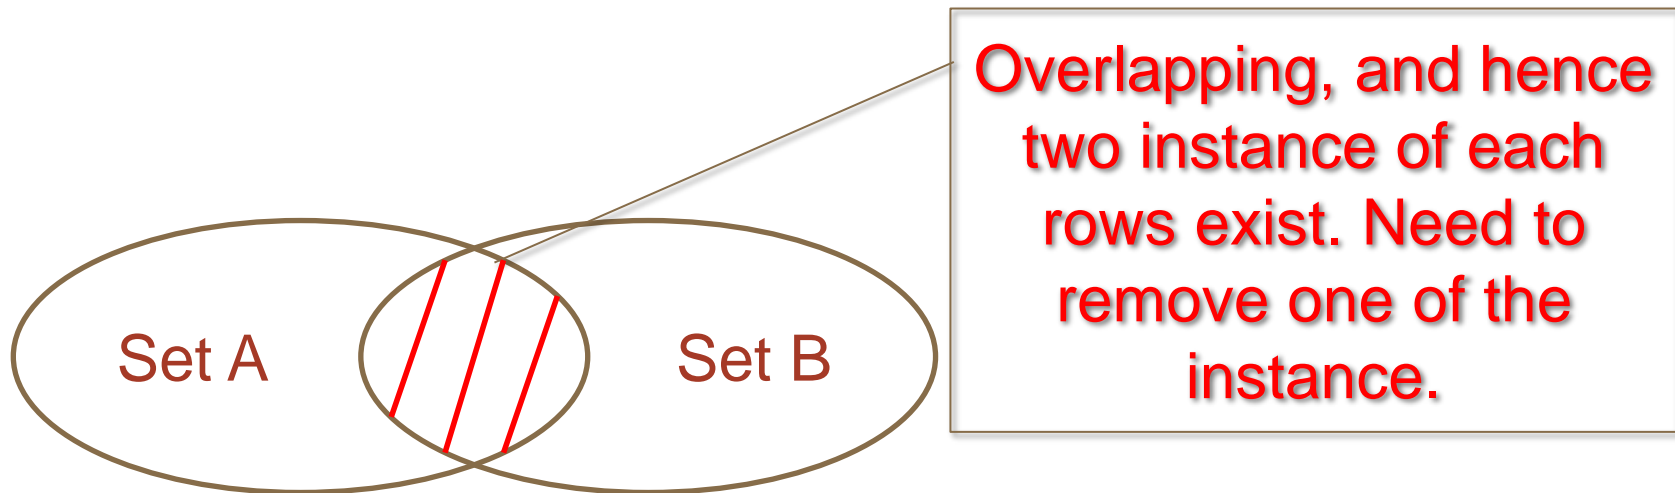 Overlapping, and hence
two instance of each
rows exist. Need to
remove one of the
instance.
Set A
Set B